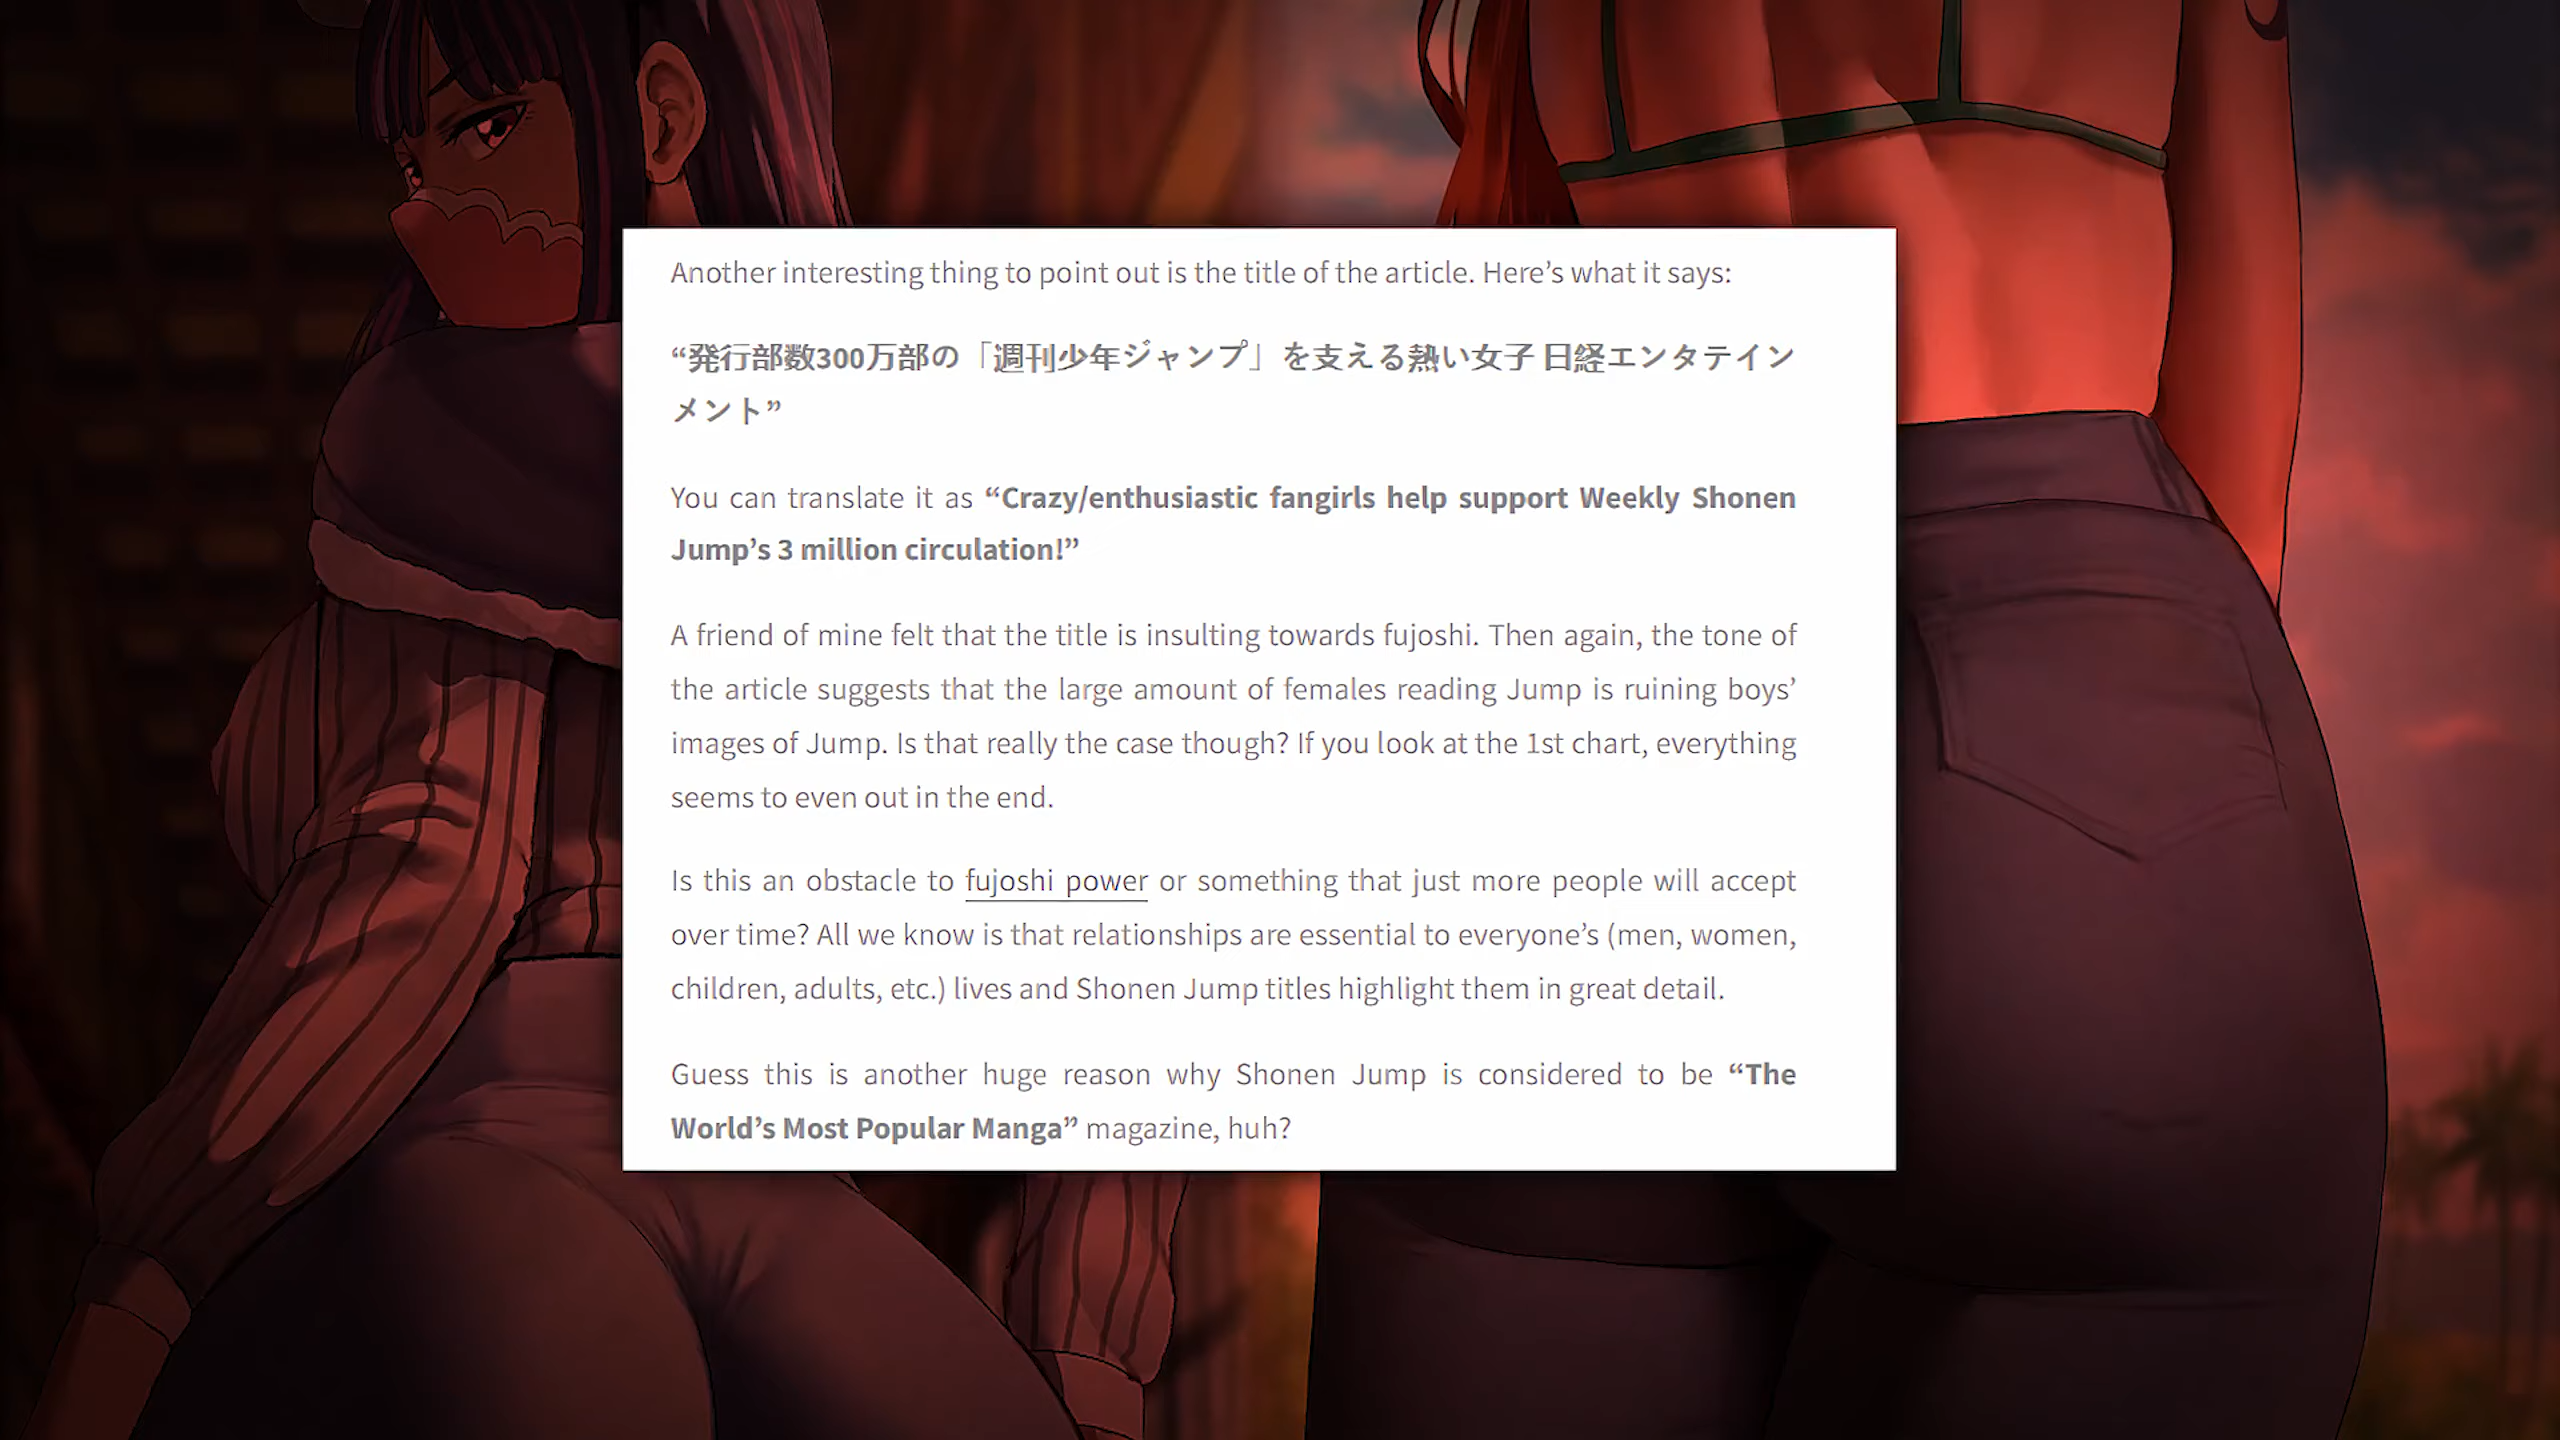 Another interesting thing to point out is the title of the article. Here’s what it says:
“発行部数300万部の「週刊少年ジャンプ」を支える熱い女子 日経エンタテイン
メント”
You can translate it as “Crazy/enthusiastic fangirls help support Weekly Shonen
Jump’s 3 million circulation!”
A friend of mine felt that the title is insulting towards fujoshi. Then again, the tone of
the article suggests that the large amount of females reading Jump is ruining boys’
images of Jump. Is that really the case though? If you look at the 1st chart, everything
seems to even out in the end.
Is this an obstacle to fujoshi power or something that just more people will accept
over time? All we know is that relationships are essential to everyone’s (men, women,
children, adults, etc.) lives and Shonen Jump titles highlight them in great detail.
Guess this is another huge reason why Shonen Jump is considered to be “The
World’s Most Popular Manga” magazine, huh?